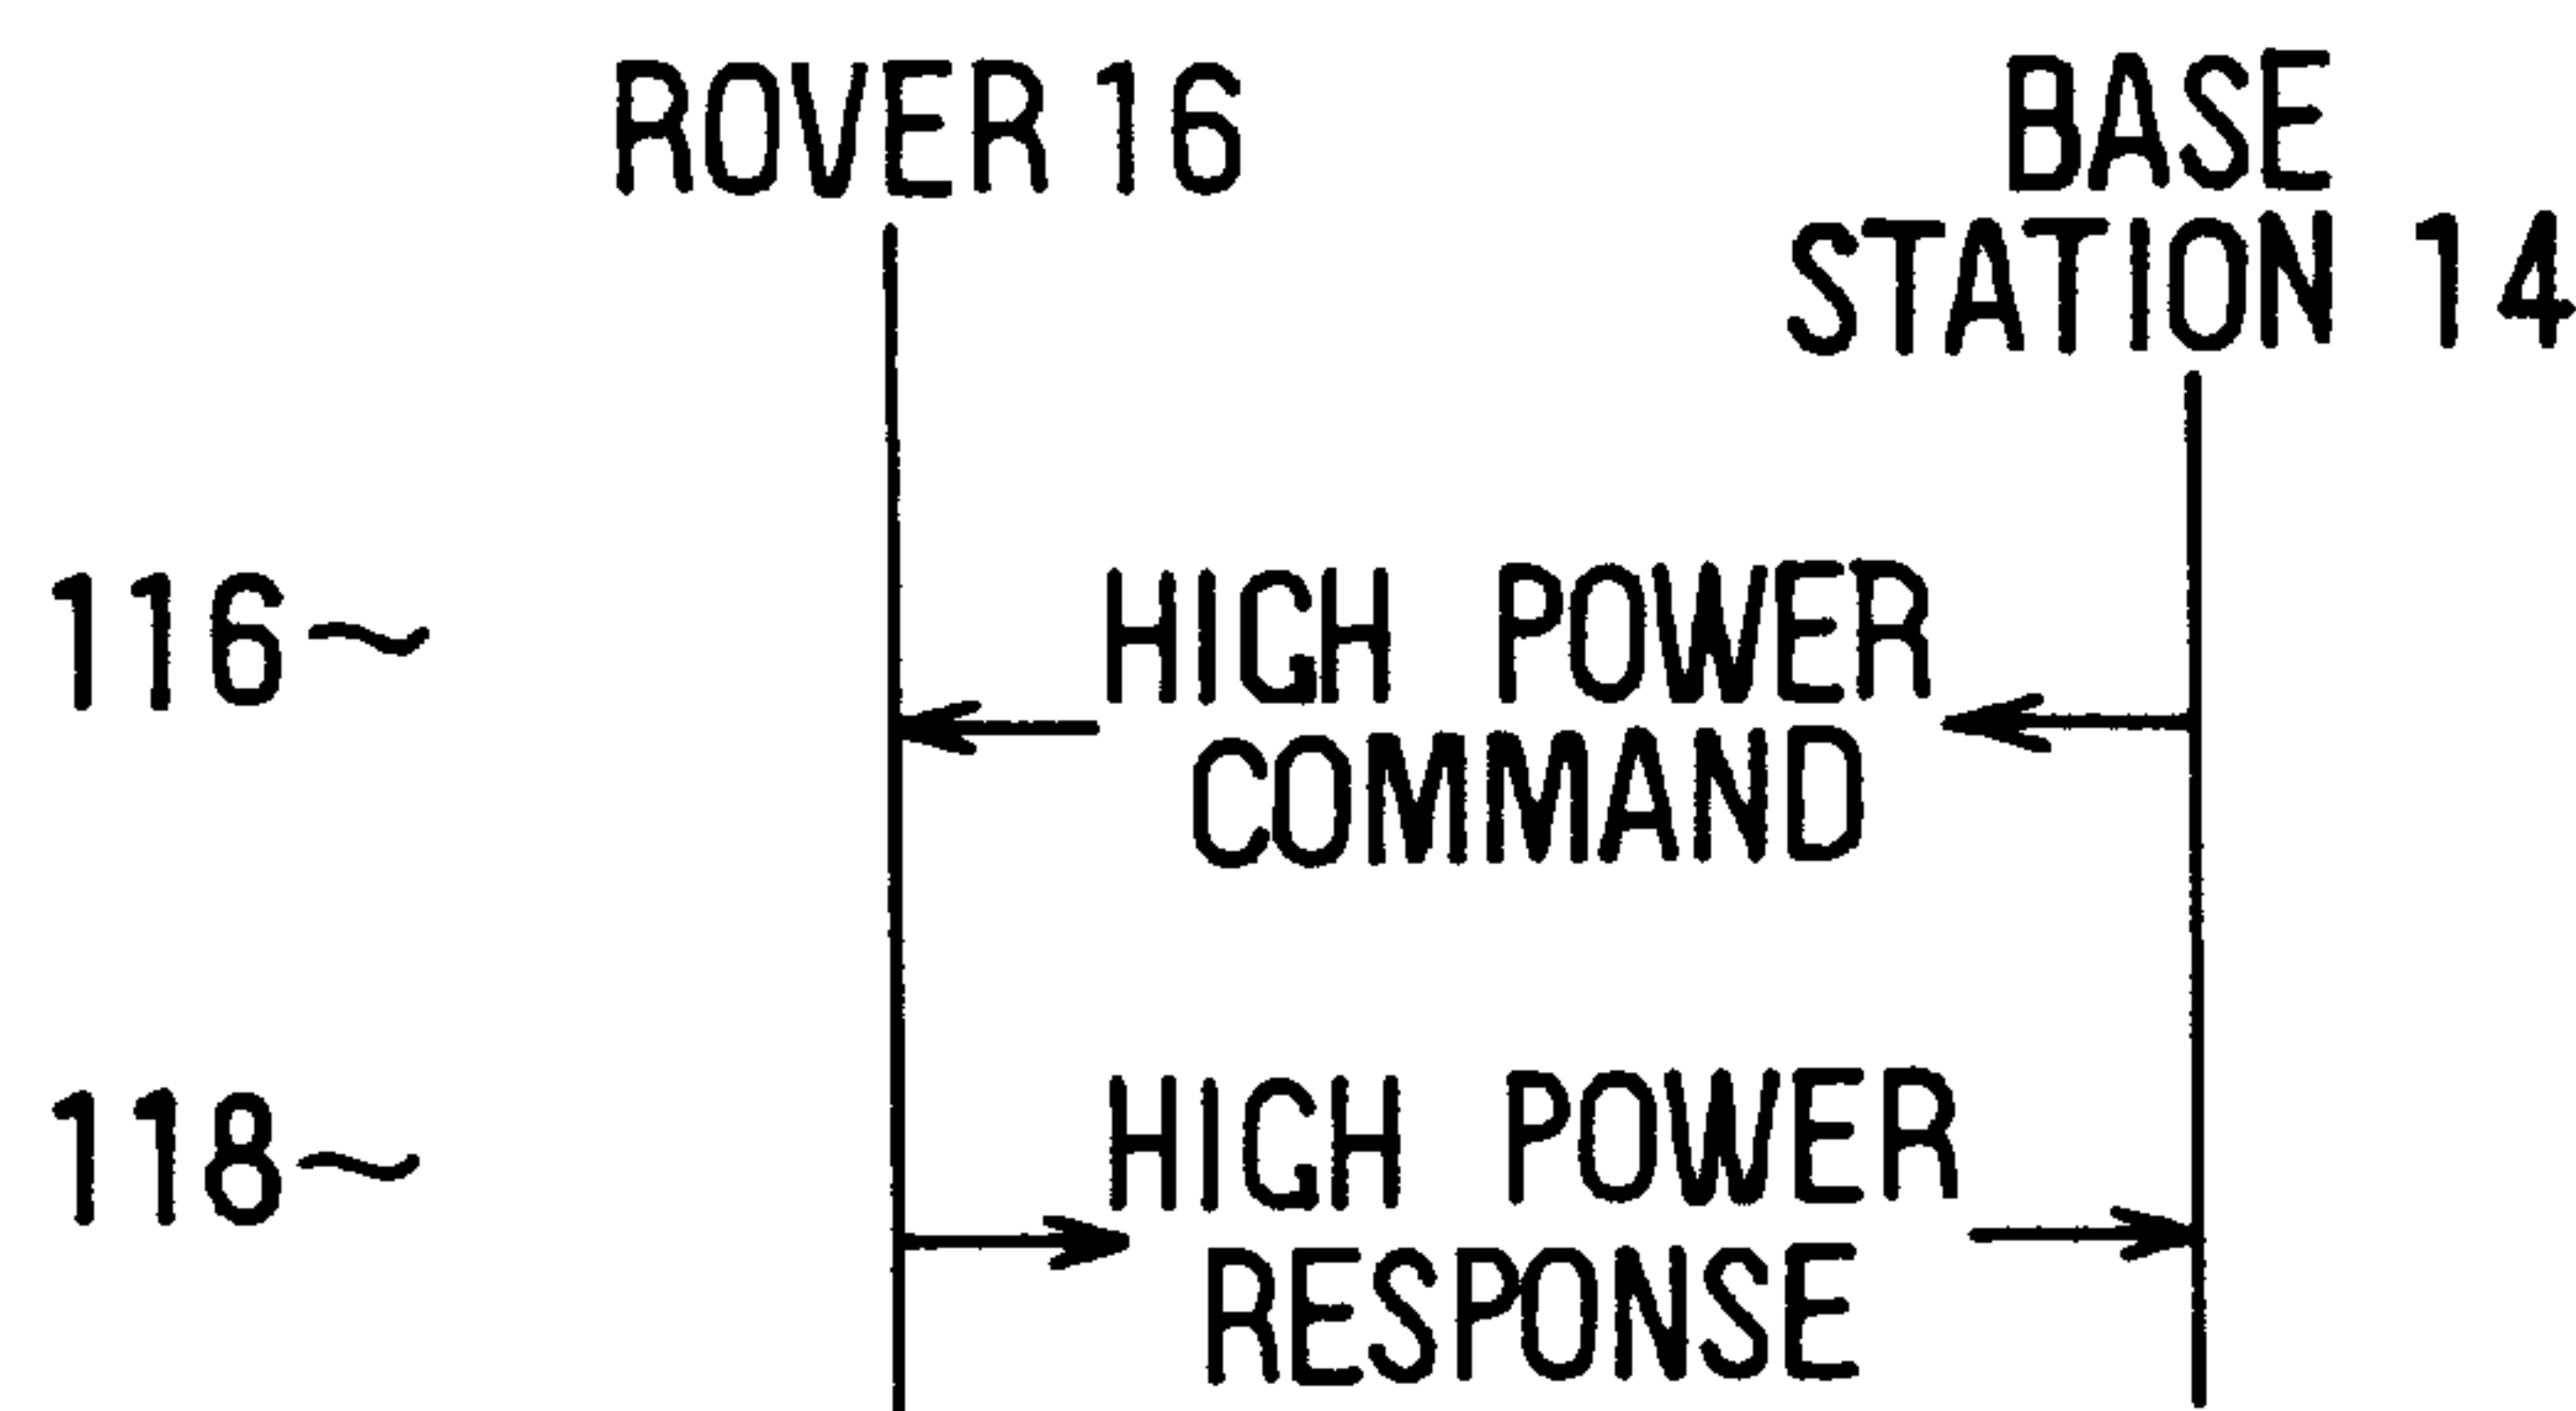 ROVER 16
BASE
STATION 14
116~
HIGH POWER
COMMAND
118~
HIGH POWER
RESPONSE